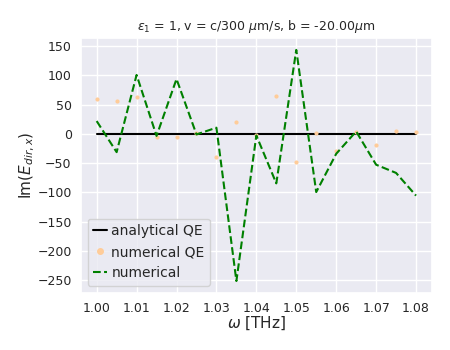 ε₁ = 1, v = c/300 μm/s, b = -20.00μm
150
100
50
0
−50
−100
−150
−200
−250
Im(E_{dir, x})
analytical QE
numerical QE
numerical
1.00 1.01 1.02 1.03 1.04 1.05 1.06 1.07 1.08
ω [THz]